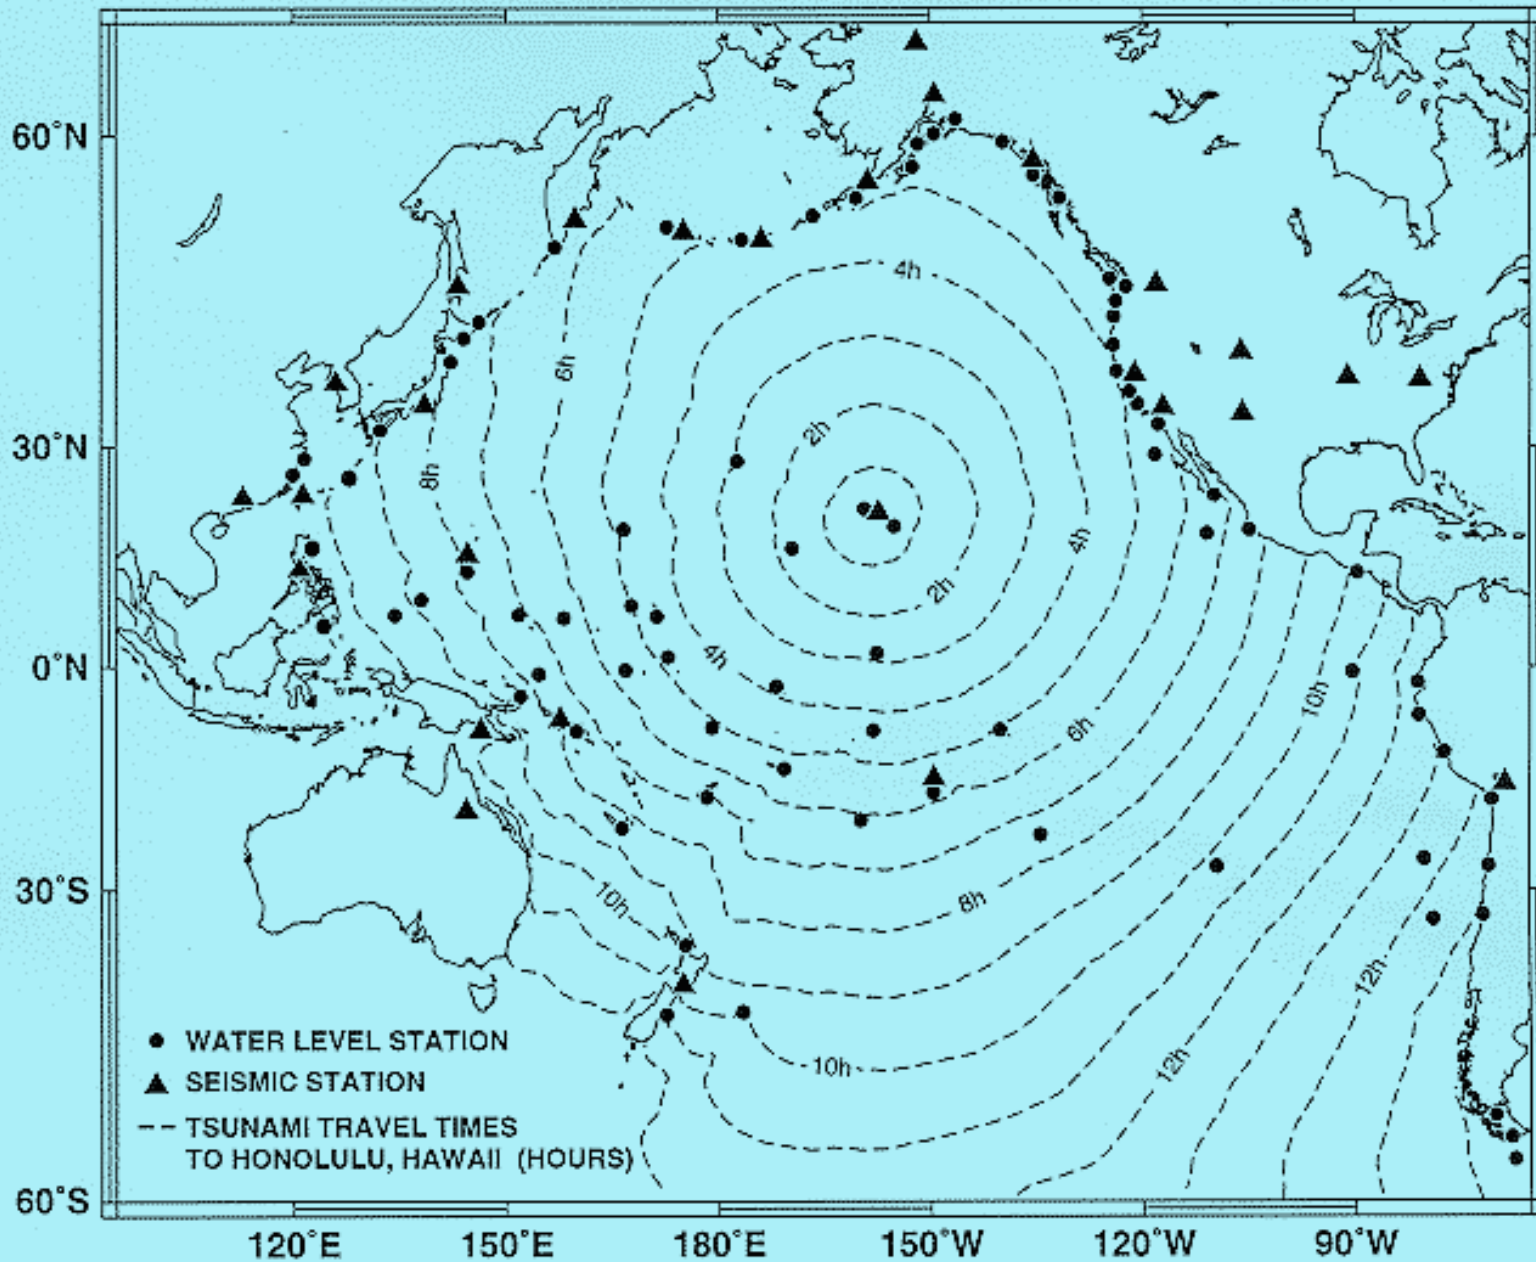 60°N
4h
6h
30°N
2h
8h
4h
2h
4h
0°N
10h
6h
30°S
10h
8h
12h
WATER LEVEL STATION
10h
12h
SEISMIC STATION
TSUNAMI TRAVEL TIMES
TO HONOLULU, HAWAII (HOURS)
60°S
120°E 150°E 180°E 150°W 120°W 90°W